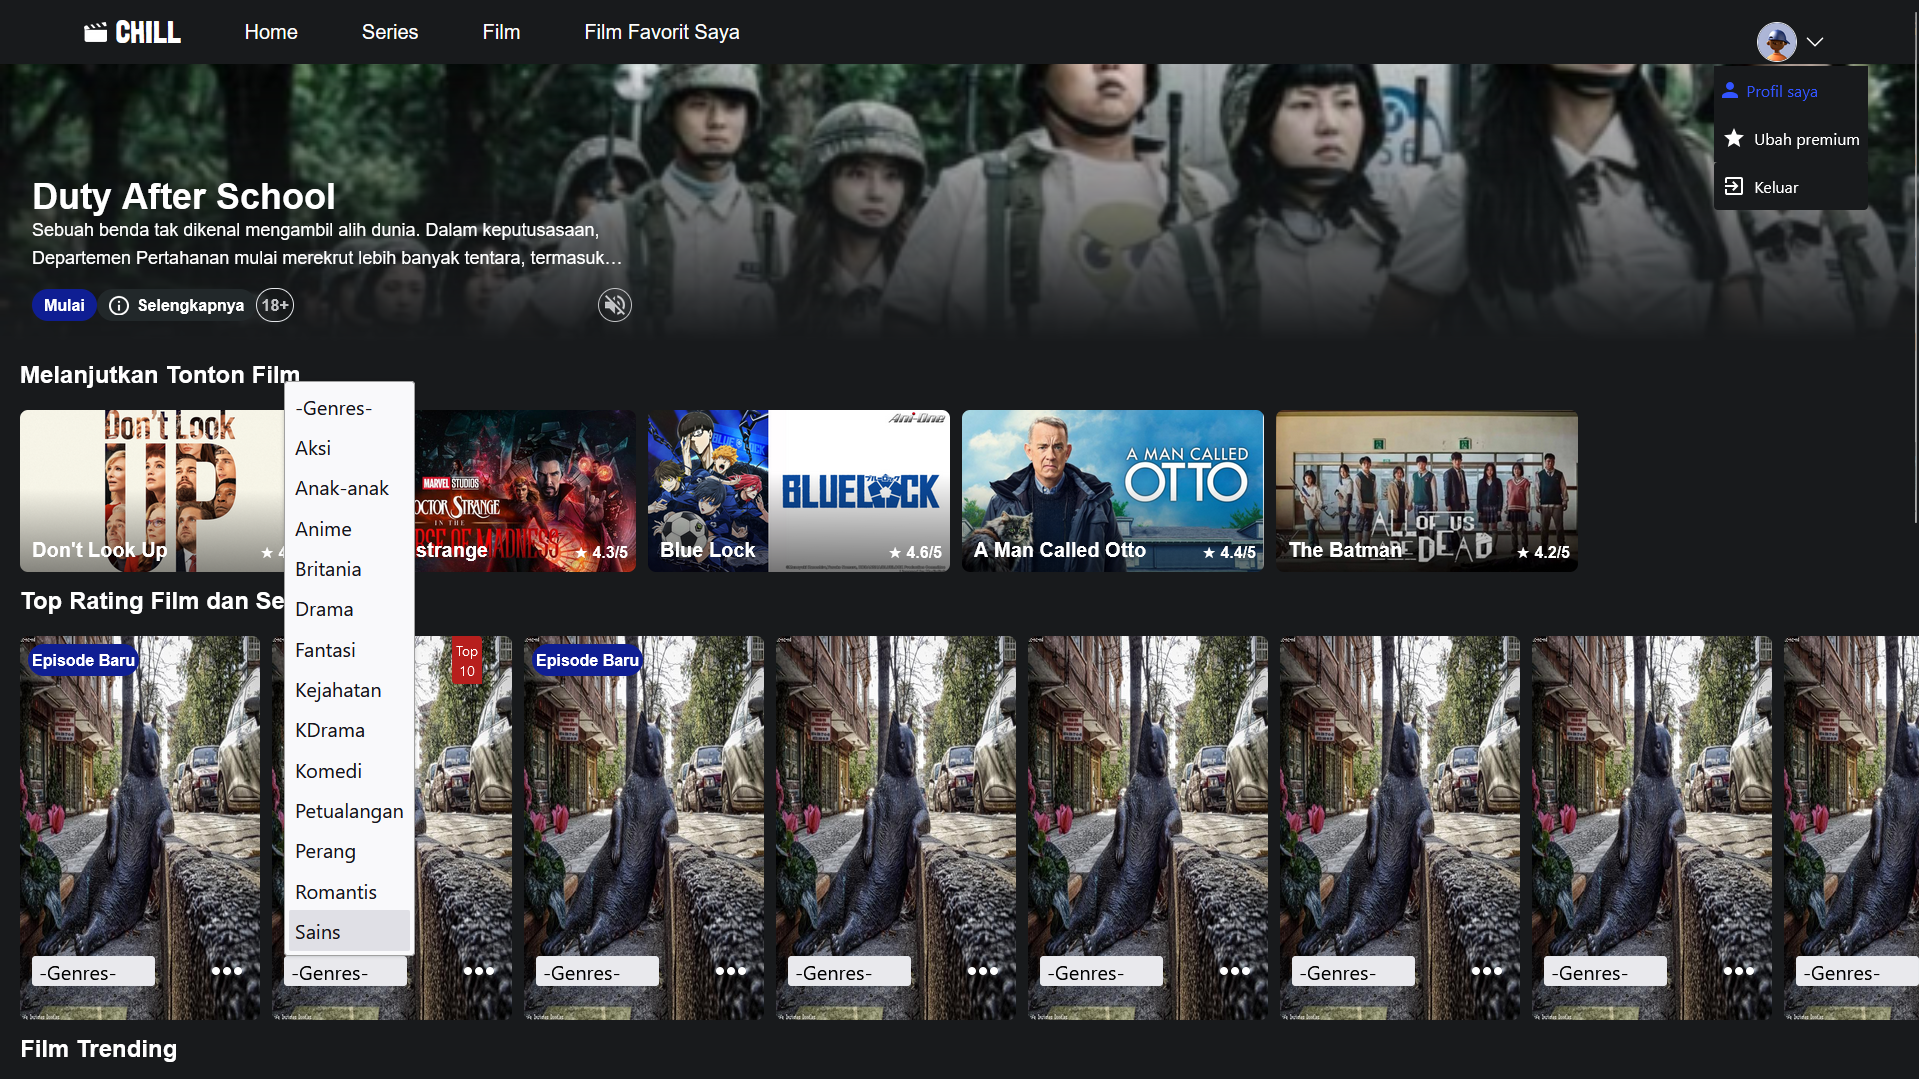 CHILL
Home
Series
Film
Film Favorit Saya
Profil saya
Ubah premium
Keluar
Duty After School
Sebuah benda tak dikenal mengambil alih dunia. Dalam keputusasaan,
Departemen Pertahanan mulai merekrut lebih banyak tentara, termasuk…
Mulai
Selengkapnya
18+
Melanjutkan Tonton Film
Don't Look
UP
Don't Look Up
★ 4
MARVEL STUDIOS
OCTOR STRANGE
IN THE
RSE OF MADNESS
strange
★ 4.3/5
Ani-One
BLUELOCK
Blue Lock
★ 4.6/5
A MAN CALLED
OTTO
A Man Called Otto
★ 4.4/5
ALL OF US
ARE DEAD
The Batman
★ 4.2/5
-Genres-
Aksi
Anak-anak
Anime
Britania
Drama
Fantasi
Kejahatan
KDrama
Komedi
Petualangan
Perang
Romantis
Sains
Top Rating Film dan Se
Episode Baru
Top
10
Episode Baru
-Genres-
-Genres-
-Genres-
-Genres-
-Genres-
-Genres-
-Genres-
-Genres-
Film Trending